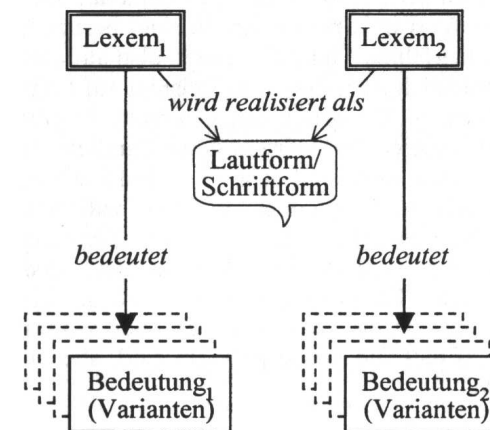 Lexem₁ Lexem₂
wird realisiert als
Lautform/
Schriftform
bedeutet bedeutet
Bedeutung₁ Bedeutung₂
(Varianten) (Varianten)